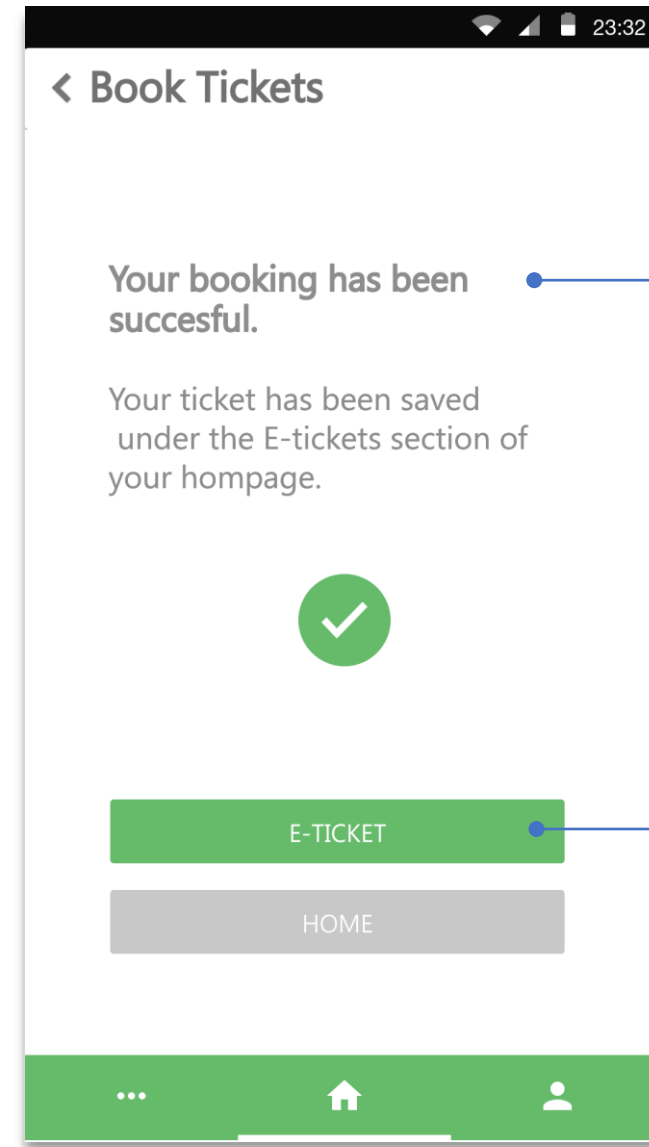 23:32
Book Tickets
Your booking has been
succesful.
Your ticket has been saved
under the E-tickets section of
your hompage.
E-TICKET
HOME